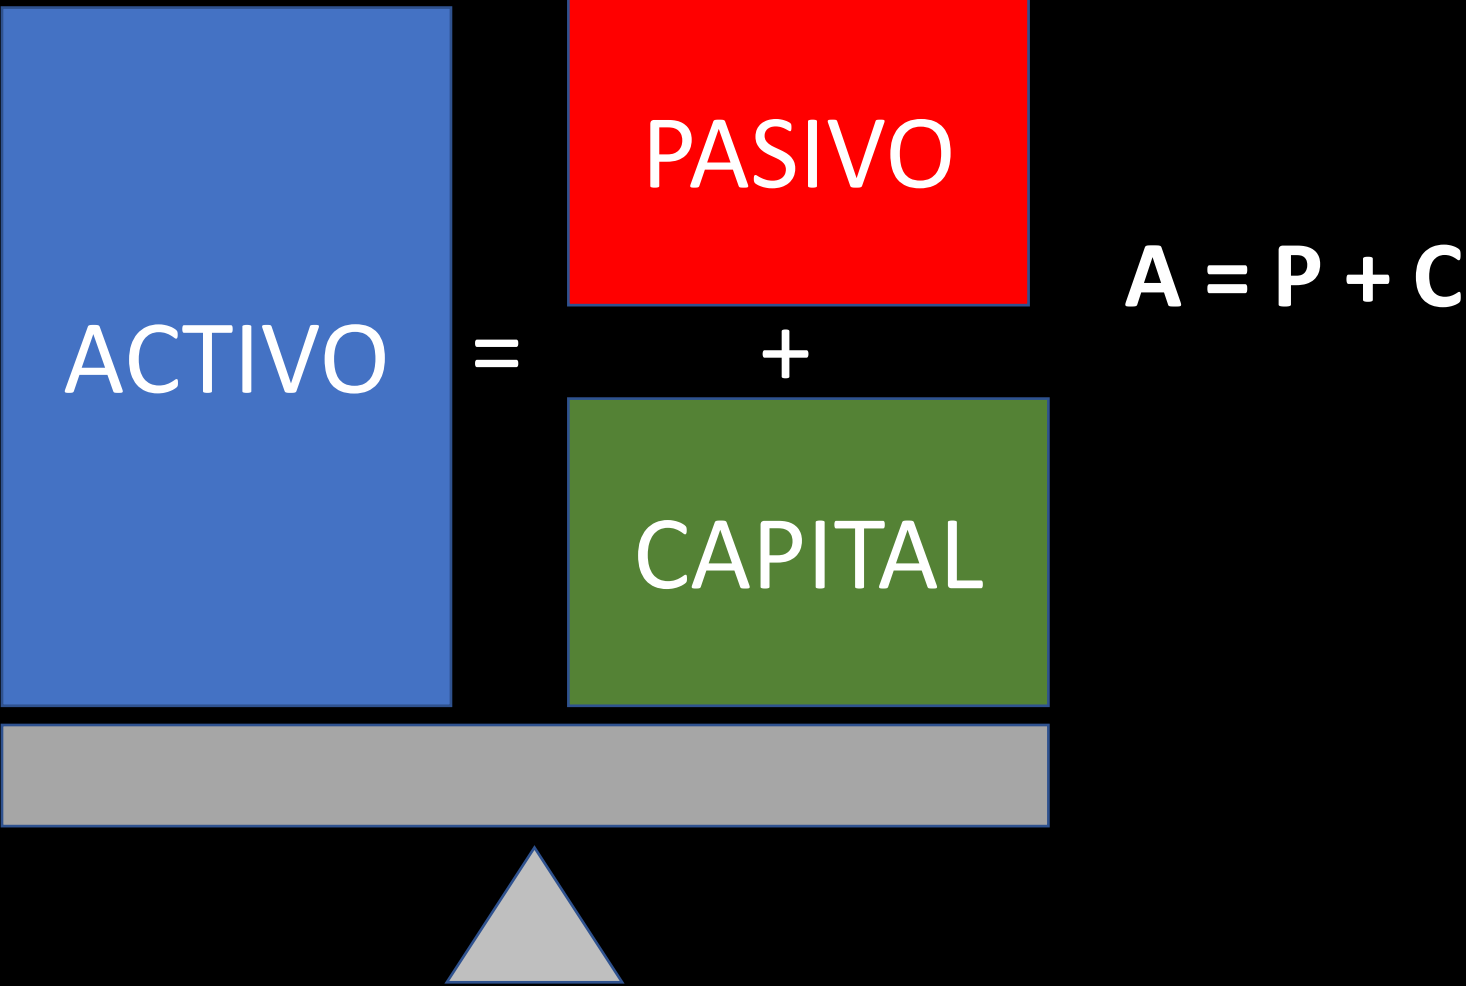 ACTIVO
=
PASIVO
+
CAPITAL
A = P + C